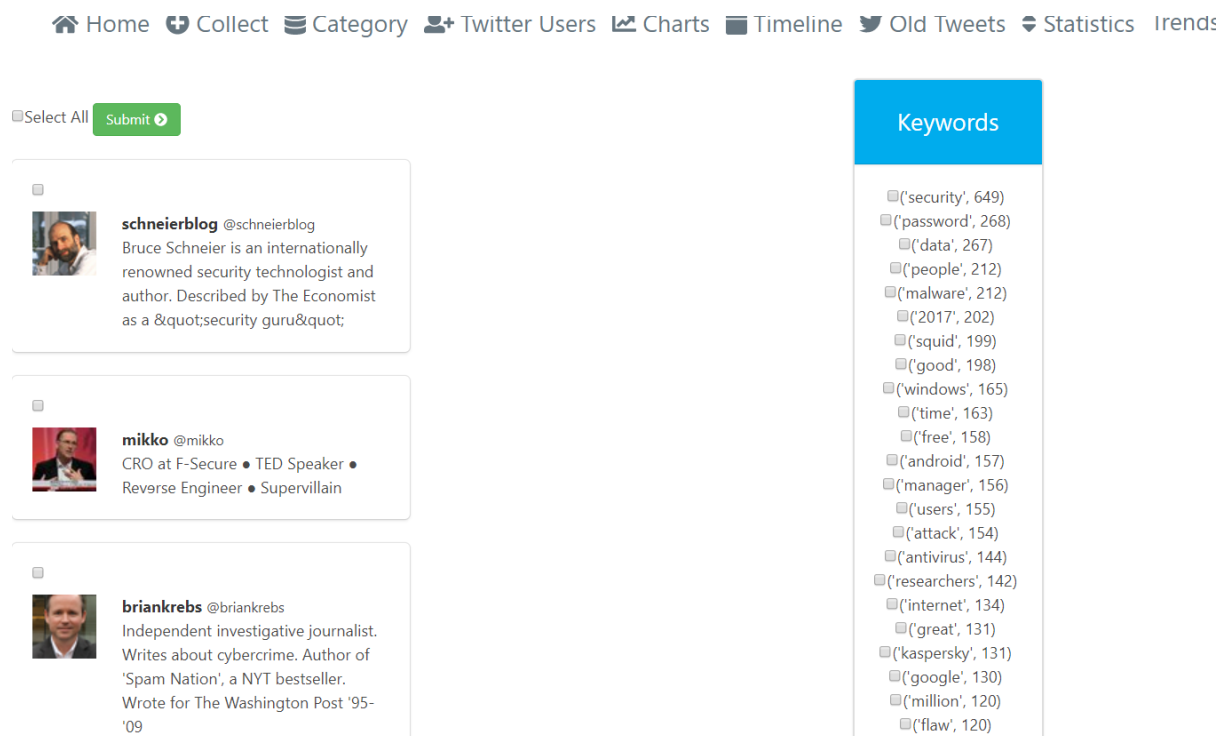 Home Collect Category Twitter Users Charts Timeline Old Tweets Statistics Trends
Select All Submit
schneierblog @schneierblog
Bruce Schneier is an internationally
renowned security technologist and
author. Described by The Economist
as a &quot;security guru&quot;
mikko @mikko
CRO at F-Secure ● TED Speaker ●
Revɘrse Engineer ● Supervillain
briankrebs @briankrebs
Independent investigative journalist.
Writes about cybercrime. Author of
'Spam Nation', a NYT bestseller.
Wrote for The Washington Post '95-
'09
Keywords
('security', 649)
('password', 268)
('data', 267)
('people', 212)
('malware', 212)
('2017', 202)
('squid', 199)
('good', 198)
('windows', 165)
('time', 163)
('free', 158)
('android', 157)
('manager', 156)
('users', 155)
('attack', 154)
('antivirus', 144)
('researchers', 142)
('internet', 134)
('great', 131)
('kaspersky', 131)
('google', 130)
('million', 120)
('flaw', 120)